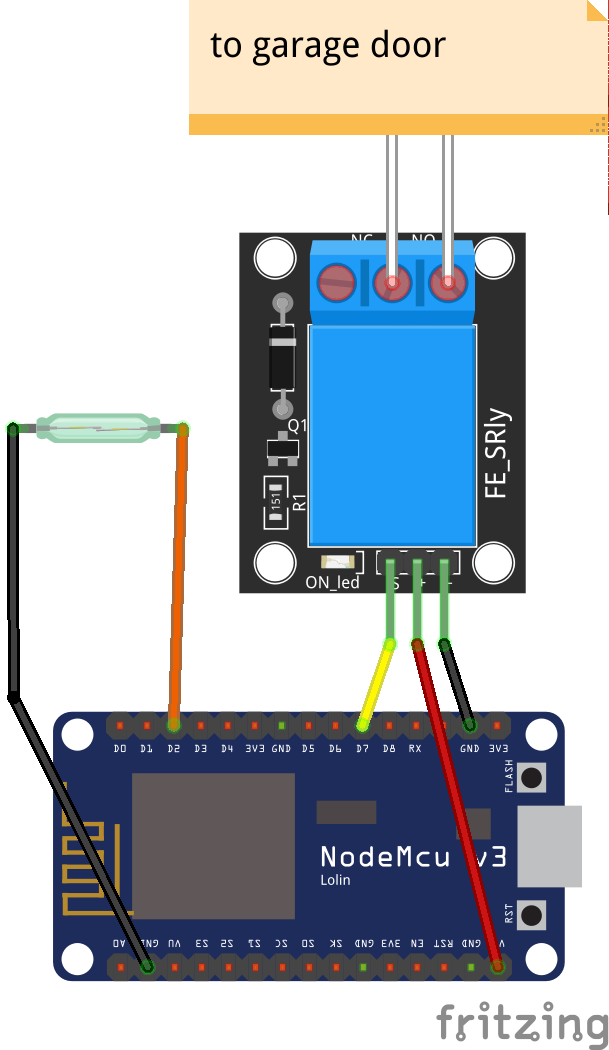 to garage door
NC NO
Q1
FE_SRly
151
R1
ON_led
S + -
D0 D1 D2 D3 D4 3V3 GND D5 D6 D7 D8 RX GND 3V3
FLASH
NodeMcu v3
Lolin
RST
A0 GND VU S3 S2 S1 SC SO SK GND 3V3 EN RST GND V
fritzing